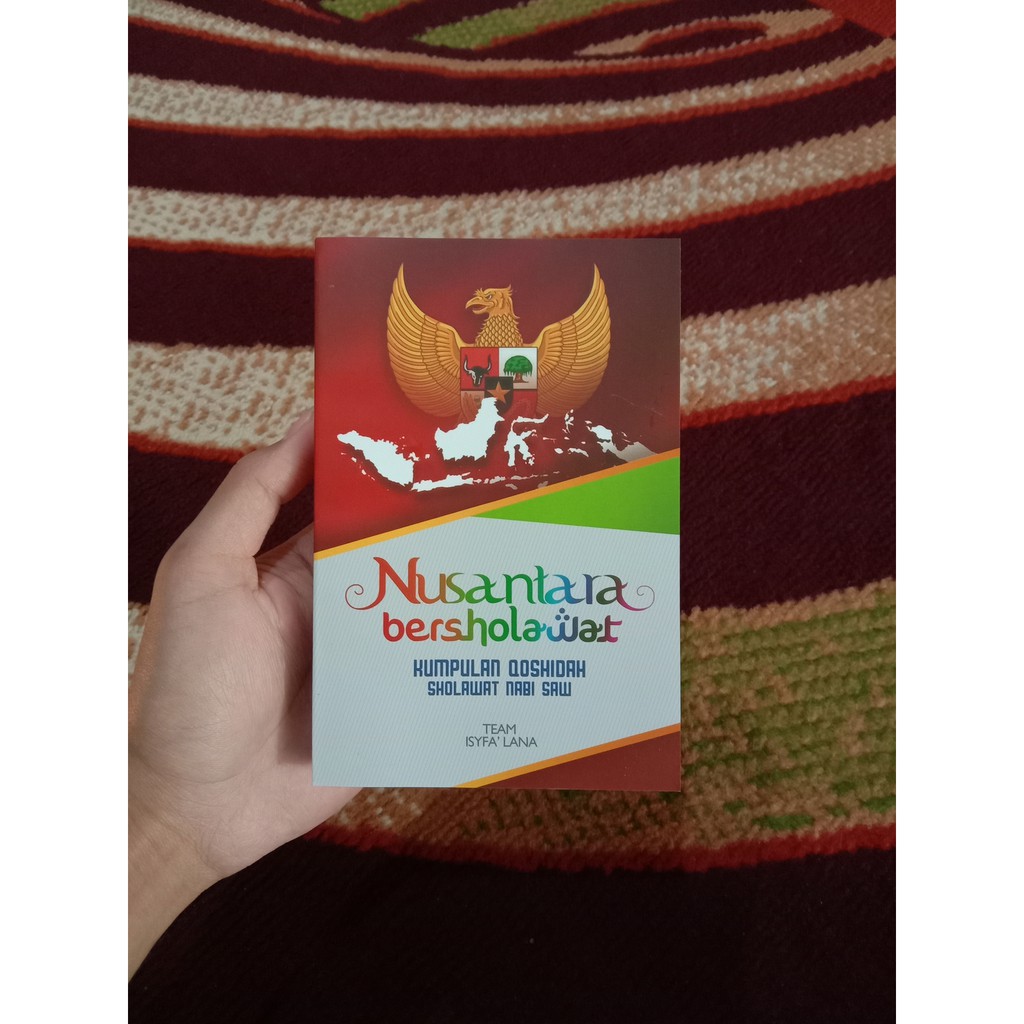 Nusantara
bersholawat
KUMPULAN QOSHIDAH
SHOLAWAT NABI SAW
TEAM
ISYFA' LANA